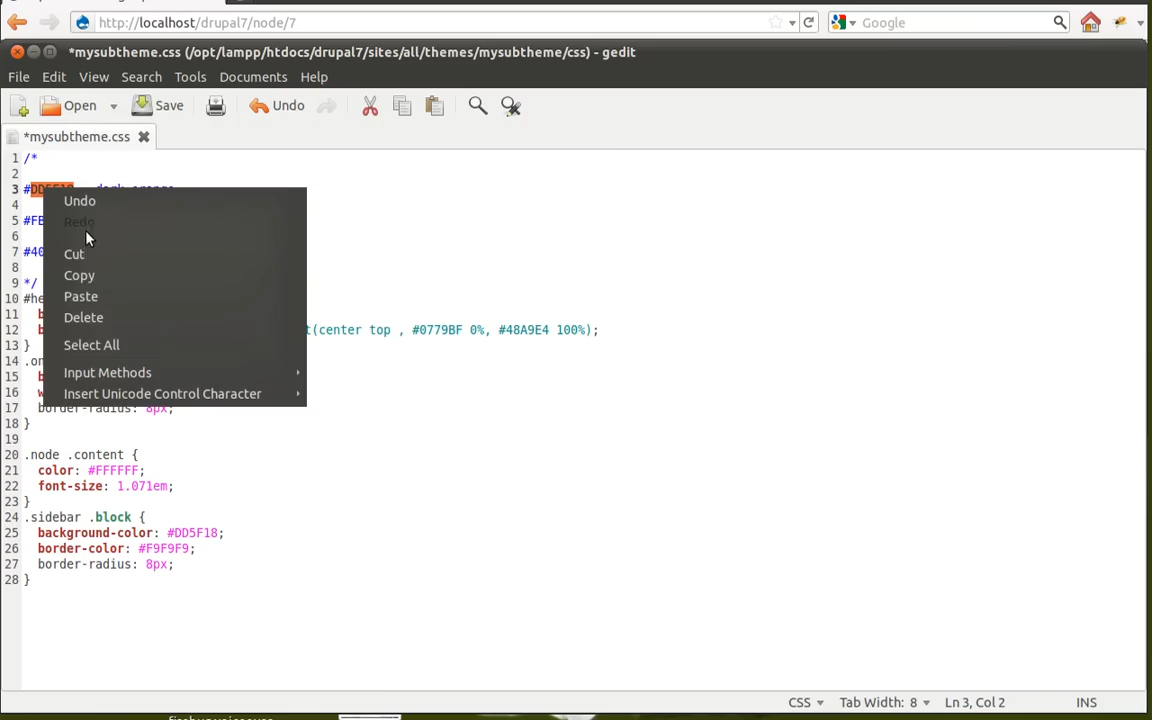 http://localhost/drupal7/node/7
Google
*mysubtheme.css (/opt/lampp/htdocs/drupal7/sites/all/themes/mysubtheme/css) - gedit
File Edit View Search Tools Documents Help
Open Save Undo
*mysubtheme.css
1 /*
2
3 #DD5F18 - dark orange
4
5 #FB
6
7 #40
8
9 */
10 #he
11 b
12 b t(center top , #0779BF 0%, #48A9E4 100%);
13 }
14 .on
15 b
16 w
17 border-radius: 8px;
18 }
19
20 .node .content {
21 color: #FFFFFF;
22 font-size: 1.071em;
23 }
24 .sidebar .block {
25 background-color: #DD5F18;
26 border-color: #F9F9F9;
27 border-radius: 8px;
28 }
Undo
Redo
Cut
Copy
Paste
Delete
Select All
Input Methods
Insert Unicode Control Character
CSS Tab Width: 8 Ln 3, Col 2 INS